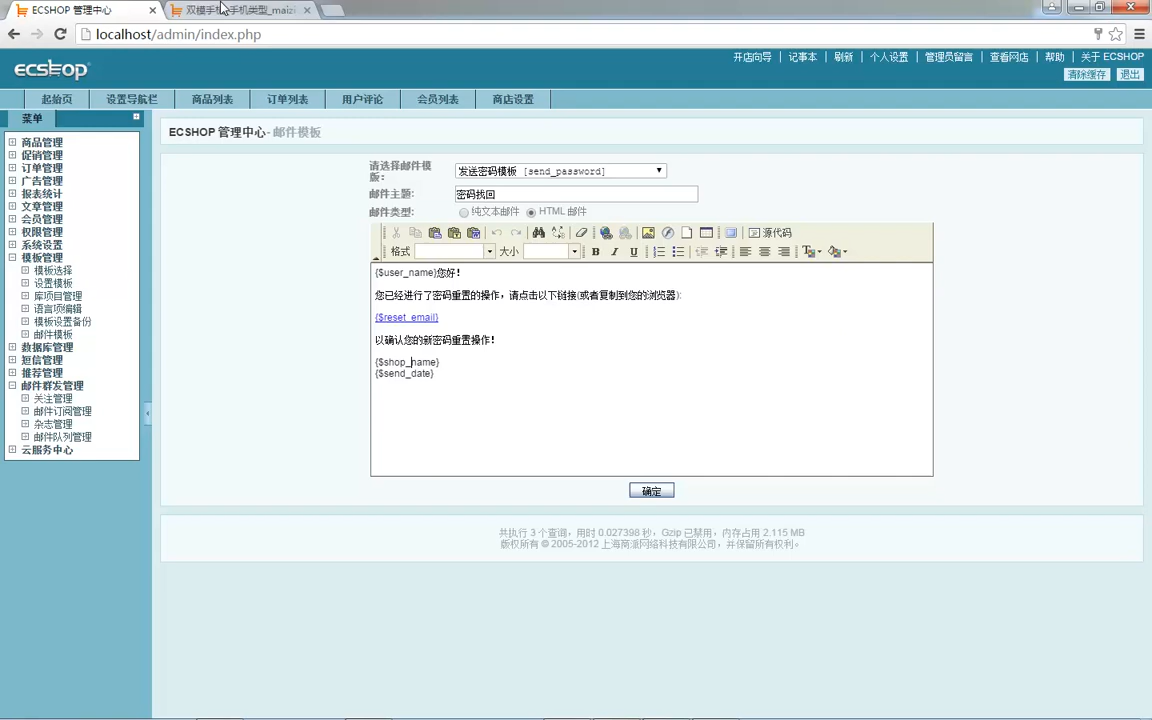 ECSHOP 管理中心
双模手机_手机类型_maizi
localhost/admin/index.php
ecshop
开店向导 | 记事本 | 刷新 | 个人设置 | 管理员留言 | 查看网店 | 帮助 | 关于 ECSHOP
清除缓存 退出
起始页 设置导航栏 商品列表 订单列表 用户评论 会员列表 商店设置
菜单
商品管理
促销管理
订单管理
广告管理
报表统计
文章管理
会员管理
权限管理
系统设置
模板管理
模板选择
设置模板
库项目管理
语言项编辑
模板设置备份
邮件模板
数据库管理
短信管理
推荐管理
邮件群发管理
关注管理
邮件订阅管理
杂志管理
邮件队列管理
云服务中心
ECSHOP 管理中心 - 邮件模板
请选择邮件模
版:
发送密码模板 [send_password]
邮件主题:
密码找回
邮件类型:
纯文本邮件 HTML 邮件
源代码
格式 大小 B I U
{$user_name}您好!
您已经进行了密码重置的操作，请点击以下链接(或者复制到您的浏览器):
{$reset_email}
以确认您的新密码重置操作!
{$shop_name}
{$send_date}
确定
共执行 3 个查询，用时 0.027398 秒，Gzip 已禁用，内存占用 2.115 MB
版权所有 © 2005-2012 上海商派网络科技有限公司，并保留所有权利。